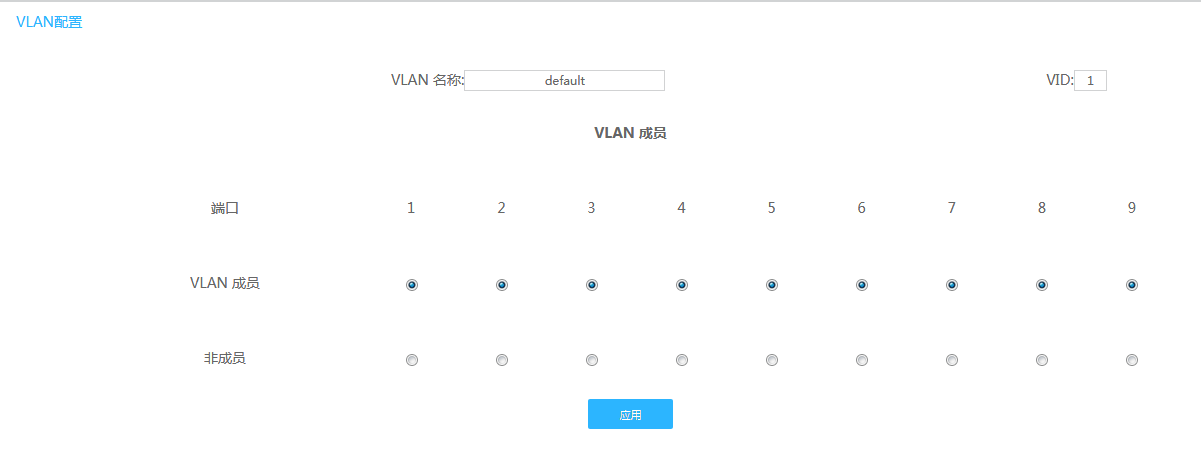 VLAN配置
VLAN 名称: default VID: 1
VLAN 成员
端口 1 2 3 4 5 6 7 8 9
VLAN 成员
非成员
应用